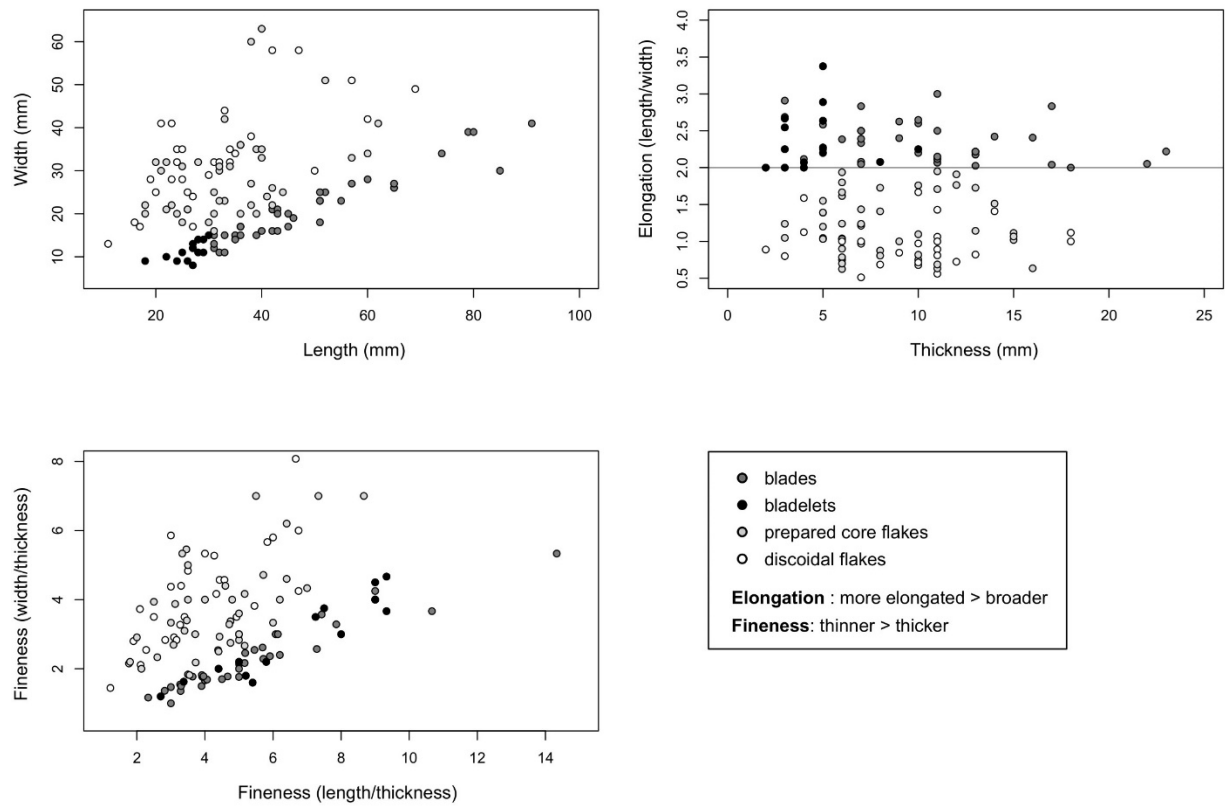 60
50
40
30
20
10
Width (mm)
20 40 60 80 100
Length (mm)
4.0
3.5
3.0
2.5
2.0
1.5
1.0
0.5
Elongation (length/width)
0 5 10 15 20 25
Thickness (mm)
8
6
4
2
Fineness (width/thickness)
2 4 6 8 10 12 14
Fineness (length/thickness)
blades
bladelets
prepared core flakes
discoidal flakes
Elongation : more elongated > broader
Fineness: thinner > thicker